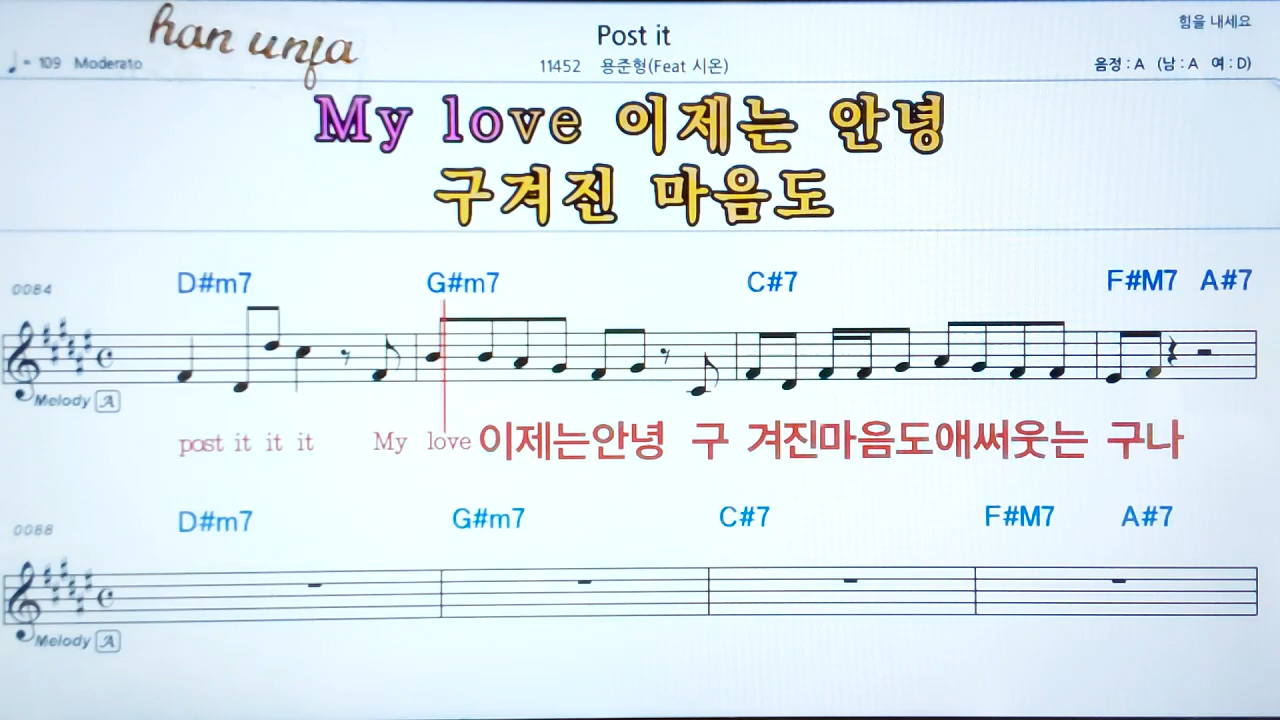 han unja
Post it
힘을 내세요
♩= 109 Moderato
11452 용준형(Feat 시온)
음정 : A (남 : A 여 : D)
My love 이제는 안녕
구겨진 마음도
0084
D#m7 G#m7 C#7 F#M7 A#7
Melody A
post it it it My love 이제는안녕 구 겨진마음도애써웃는 구나
0088
D#m7 G#m7 C#7 F#M7 A#7
Melody A